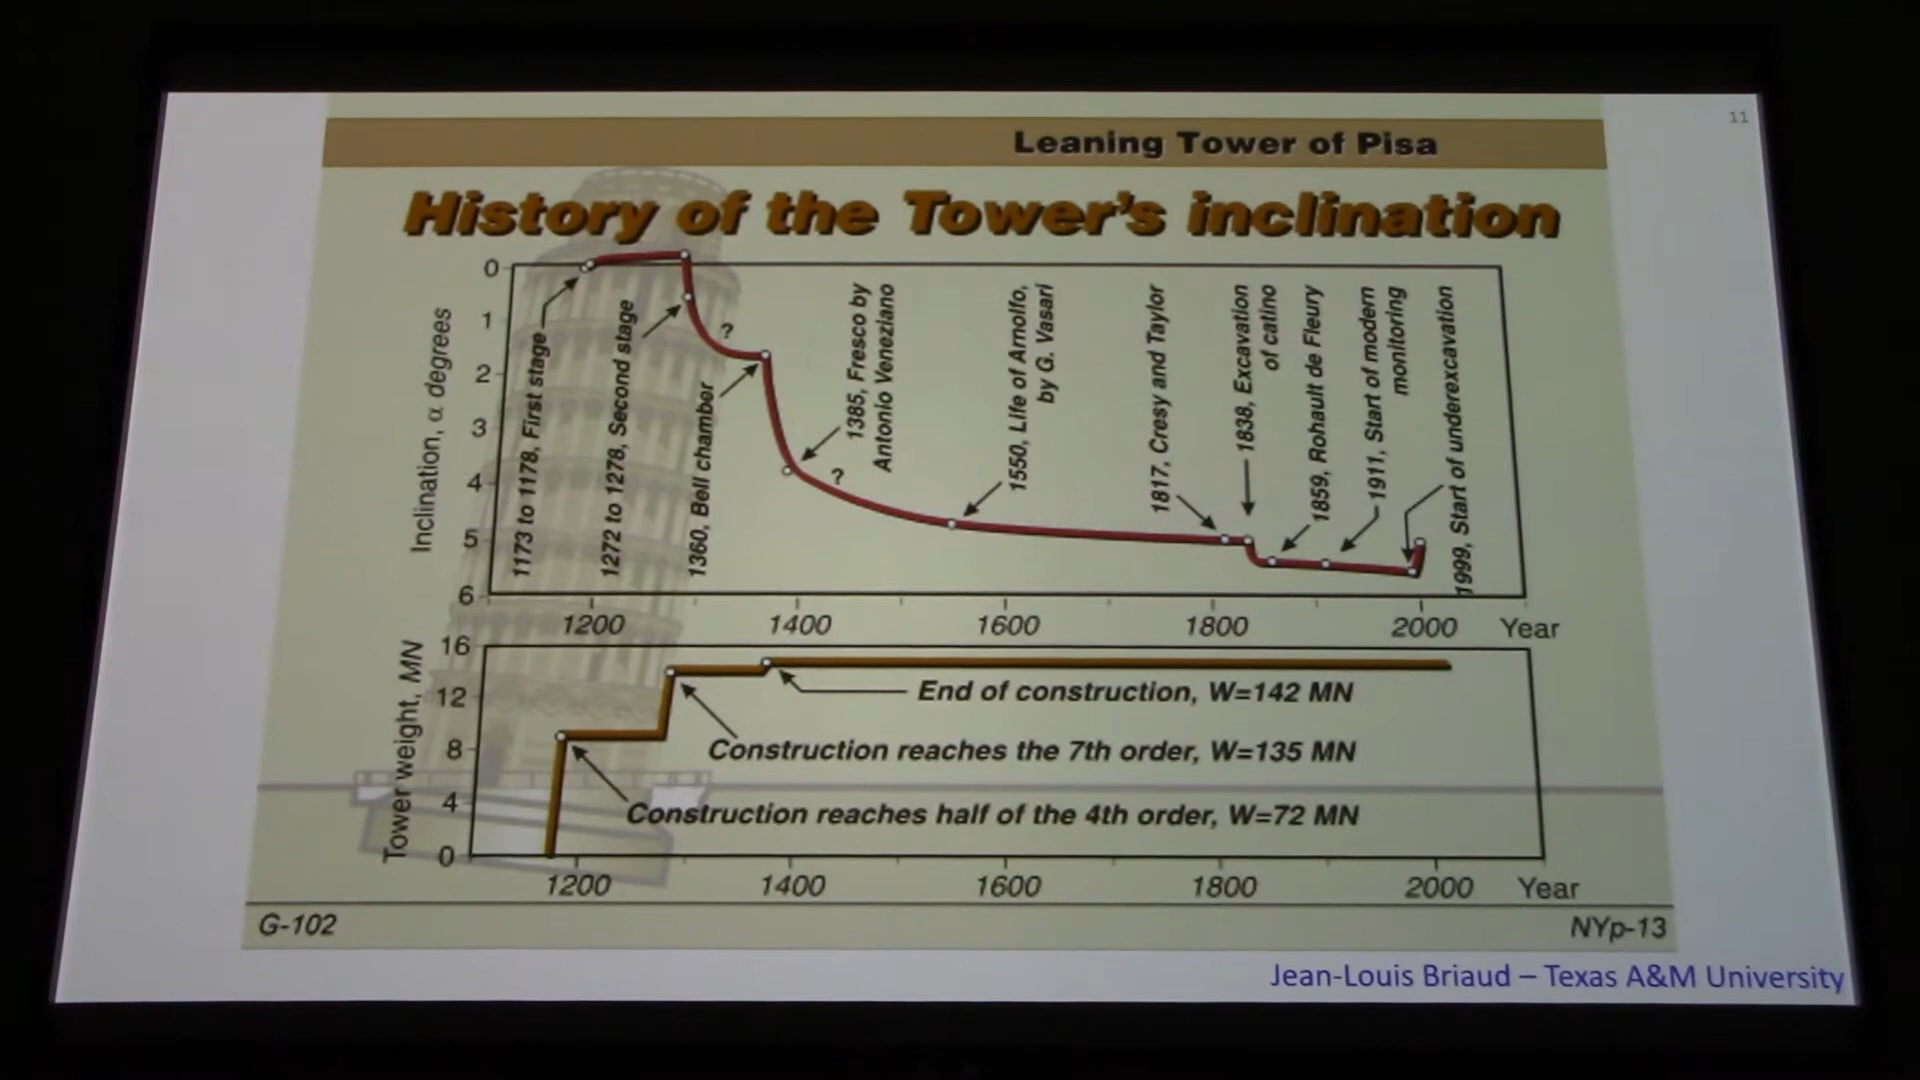 11
Leaning Tower of Pisa
History of the Tower's inclination
Inclination, α degrees
0
1
2
3
4
5
6
1173 to 1178, First stage
1272 to 1278, Second stage
1360, Bell chamber
?
1385, Fresco by
Antonio Veneziano
?
1550, Life of Arnolfo,
by G. Vasari
1817, Cresy and Taylor
1838, Excavation
of catino
1859, Rohault de Fleury
1911, Start of modern
monitoring
1999, Start of underexcavation
1200 1400 1600 1800 2000 Year
Tower weight, MN
16
12
8
4
0
End of construction, W=142 MN
Construction reaches the 7th order, W=135 MN
Construction reaches half of the 4th order, W=72 MN
1200 1400 1600 1800 2000 Year
G-102
NYp-13
Jean-Louis Briaud – Texas A&M University